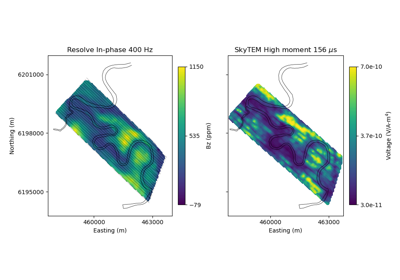 Resolve In-phase 400 Hz
SkyTEM High moment 156 μs
6201000
6198000
6195000
Northing (m)
460000
463000
Easting (m)
1150
535
−79
Bz (ppm)
460000
463000
Easting (m)
7.0e-10
3.7e-10
3.0e-11
Voltage (V/A-m⁴)